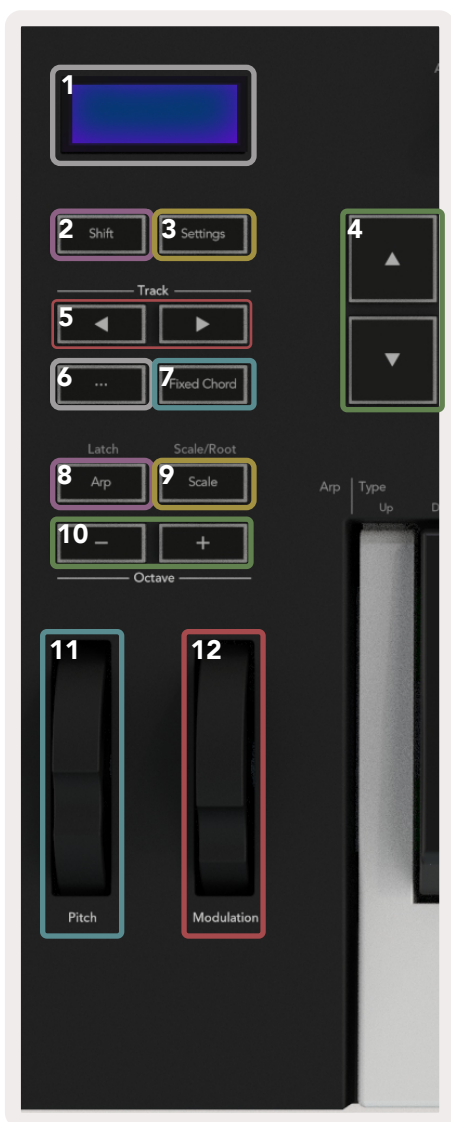 1
2 Shift 3 Settings 4
▲
Track
5 ◀ ▶
▼
6 ... 7 Fixed Chord
Latch Scale/Root
8 Arp 9 Scale
Arp Type
Up
10 − +
Octave
11 12
Pitch Modulation